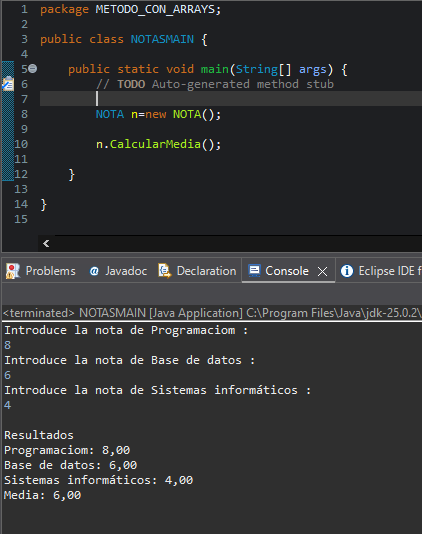 1 package METODO_CON_ARRAYS;
2
3 public class NOTASMAIN {
4
5 public static void main(String[] args) {
6 // TODO Auto-generated method stub
7
8 NOTA n=new NOTA();
9
10 n.CalcularMedia();
11
12 }
13
14 }
15
Problems @ Javadoc Declaration Console Eclipse IDE f
<terminated> NOTASMAIN [Java Application] C:\Program Files\Java\jdk-25.0.2\
Introduce la nota de Programaciom :
8
Introduce la nota de Base de datos :
6
Introduce la nota de Sistemas informáticos :
4
Resultados
Programaciom: 8,00
Base de datos: 6,00
Sistemas informáticos: 4,00
Media: 6,00